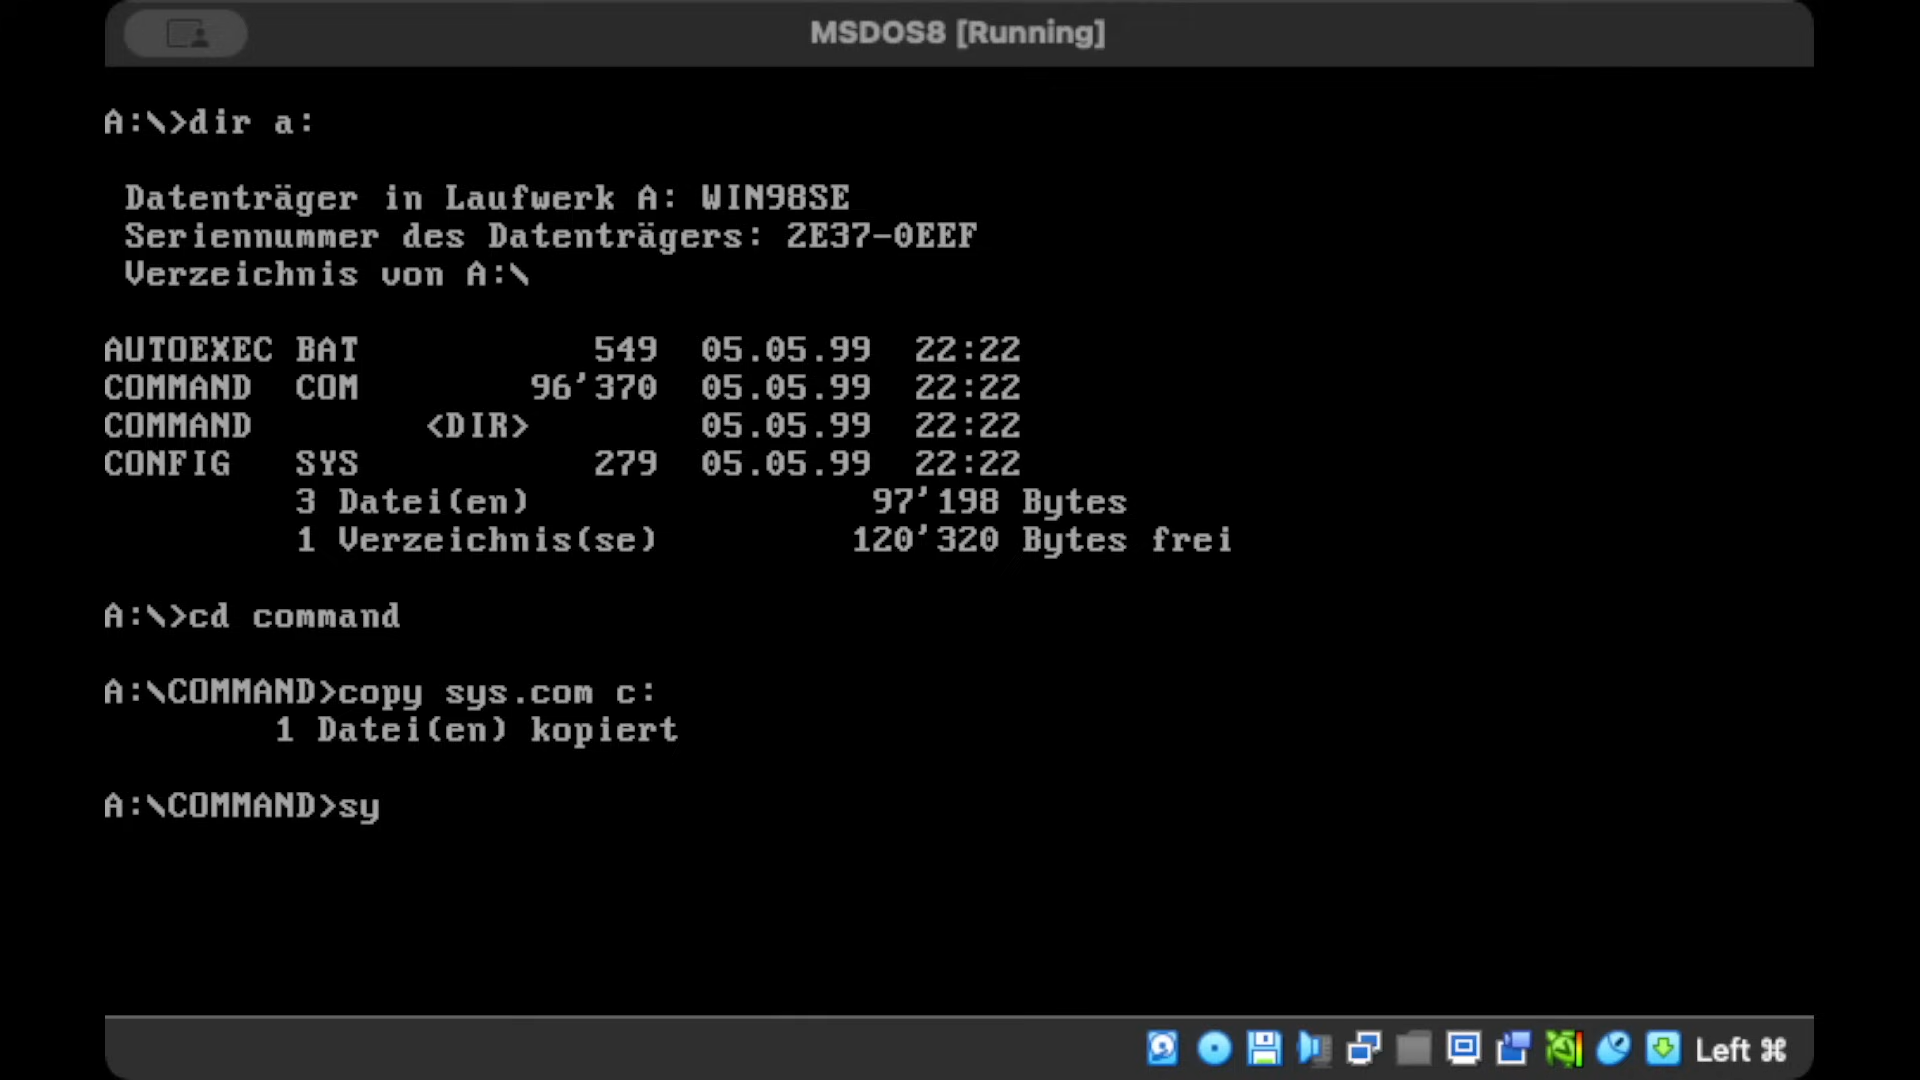 MSDOS8 [Running]
A:\>dir a:
Datenträger in Laufwerk A: WIN98SE
Seriennummer des Datenträgers: 2E37-0EEF
Verzeichnis von A:\
AUTOEXEC BAT 549 05.05.99 22:22
COMMAND COM 96'370 05.05.99 22:22
COMMAND <DIR> 05.05.99 22:22
CONFIG SYS 279 05.05.99 22:22
3 Datei(en) 97'198 Bytes
1 Verzeichnis(se) 120'320 Bytes frei
A:\>cd command
A:\COMMAND>copy sys.com c:
1 Datei(en) kopiert
A:\COMMAND>sy
Left ⌘